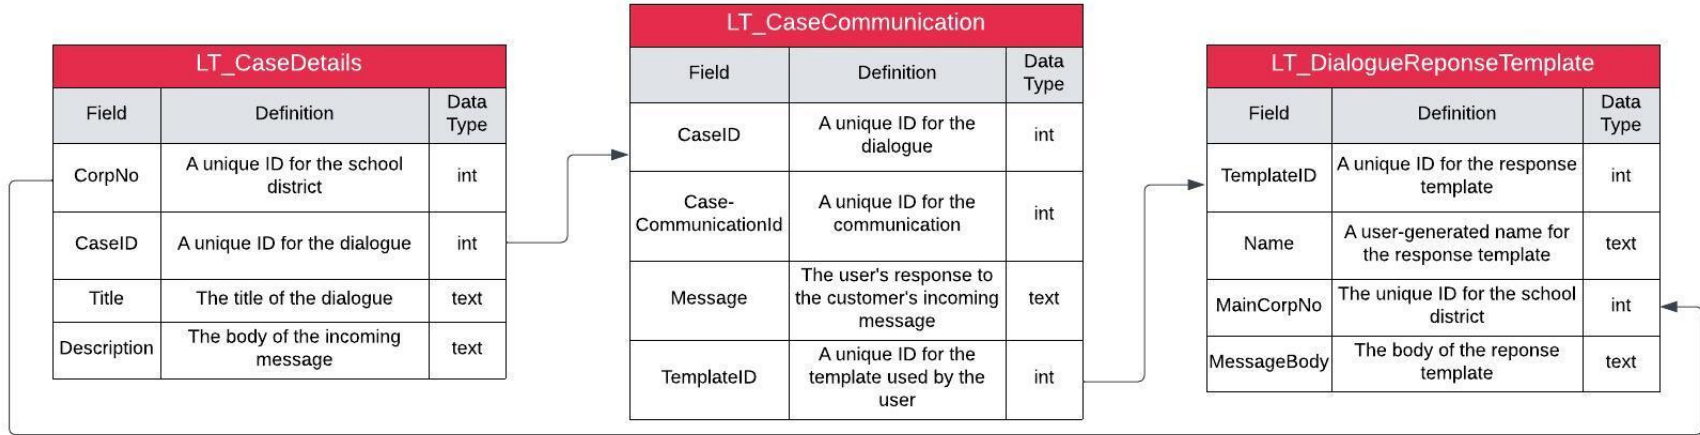 LT_CaseDetails
Field Definition Data
Type
CorpNo A unique ID for the school
district int
CaseID A unique ID for the dialogue int
Title The title of the dialogue text
Description The body of the incoming
message text
LT_CaseCommunication
Field Definition Data
Type
CaseID A unique ID for the
dialogue int
Case-
CommunicationId A unique ID for the
communication int
Message The user's response to
the customer's incoming
message text
TemplateID A unique ID for the
template used by the
user int
LT_DialogueReponseTemplate
Field Definition Data
Type
TemplateID A unique ID for the response
template int
Name A user-generated name for
the response template text
MainCorpNo The unique ID for the school
district int
MessageBody The body of the reponse
template text